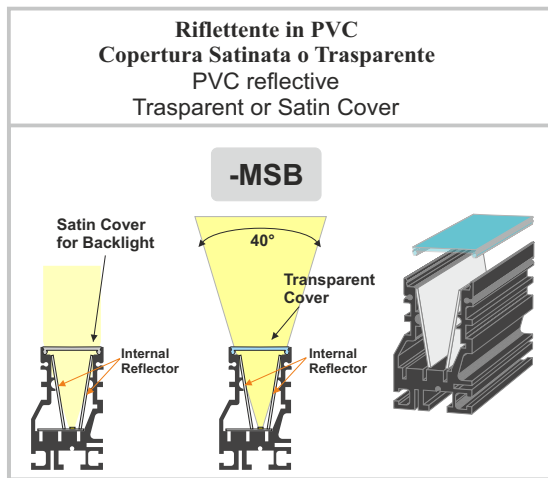 Riflettente in PVC
Copertura Satinata o Trasparente
PVC reflective
Trasparent or Satin Cover
-MSB
Satin Cover
for Backlight
40°
Transparent
Cover
Internal
Reflector
Internal
Reflector